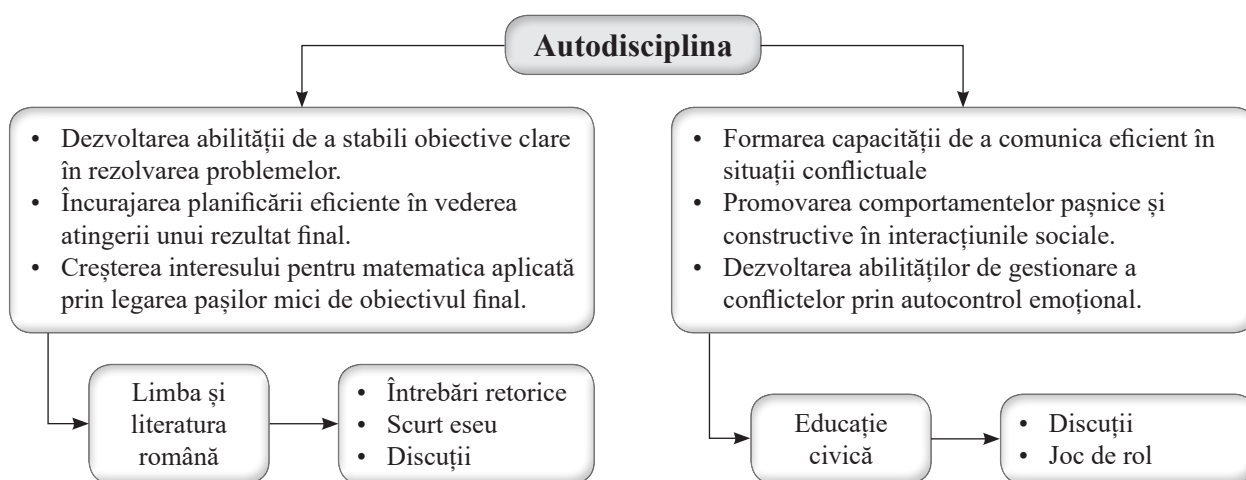 Autodisciplina
• Dezvoltarea abilității de a stabili obiective clare
în rezolvarea problemelor.
• Încurajarea planificării eficiente în vederea
atingerii unui rezultat final.
• Creșterea interesului pentru matematica aplicată
prin legarea pașilor mici de obiectivul final.
• Formarea capacității de a comunica eficient în
situații conflictuale
• Promovarea comportamentelor pașnice și
constructive în interacțiunile sociale.
• Dezvoltarea abilităților de gestionare a
conflictelor prin autocontrol emoțional.
Limba și
literatura
română
• Întrebări retorice
• Scurt eseu
• Discuții
Educație
civică
• Discuții
• Joc de rol